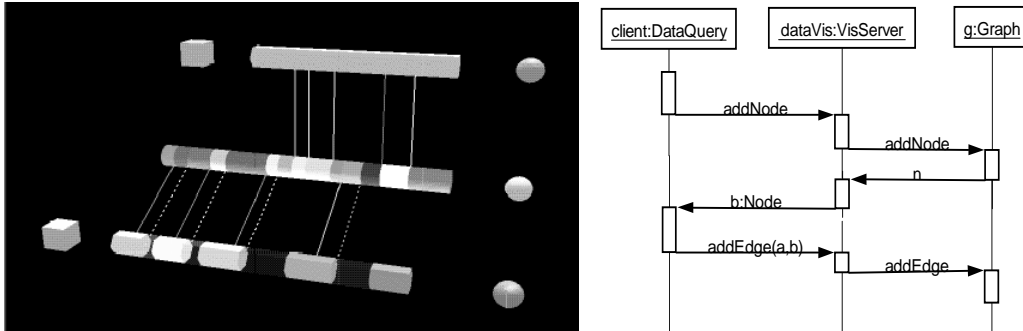 client:DataQuery
dataVis:VisServer
g:Graph
addNode
addNode
n
b:Node
addEdge(a,b)
addEdge